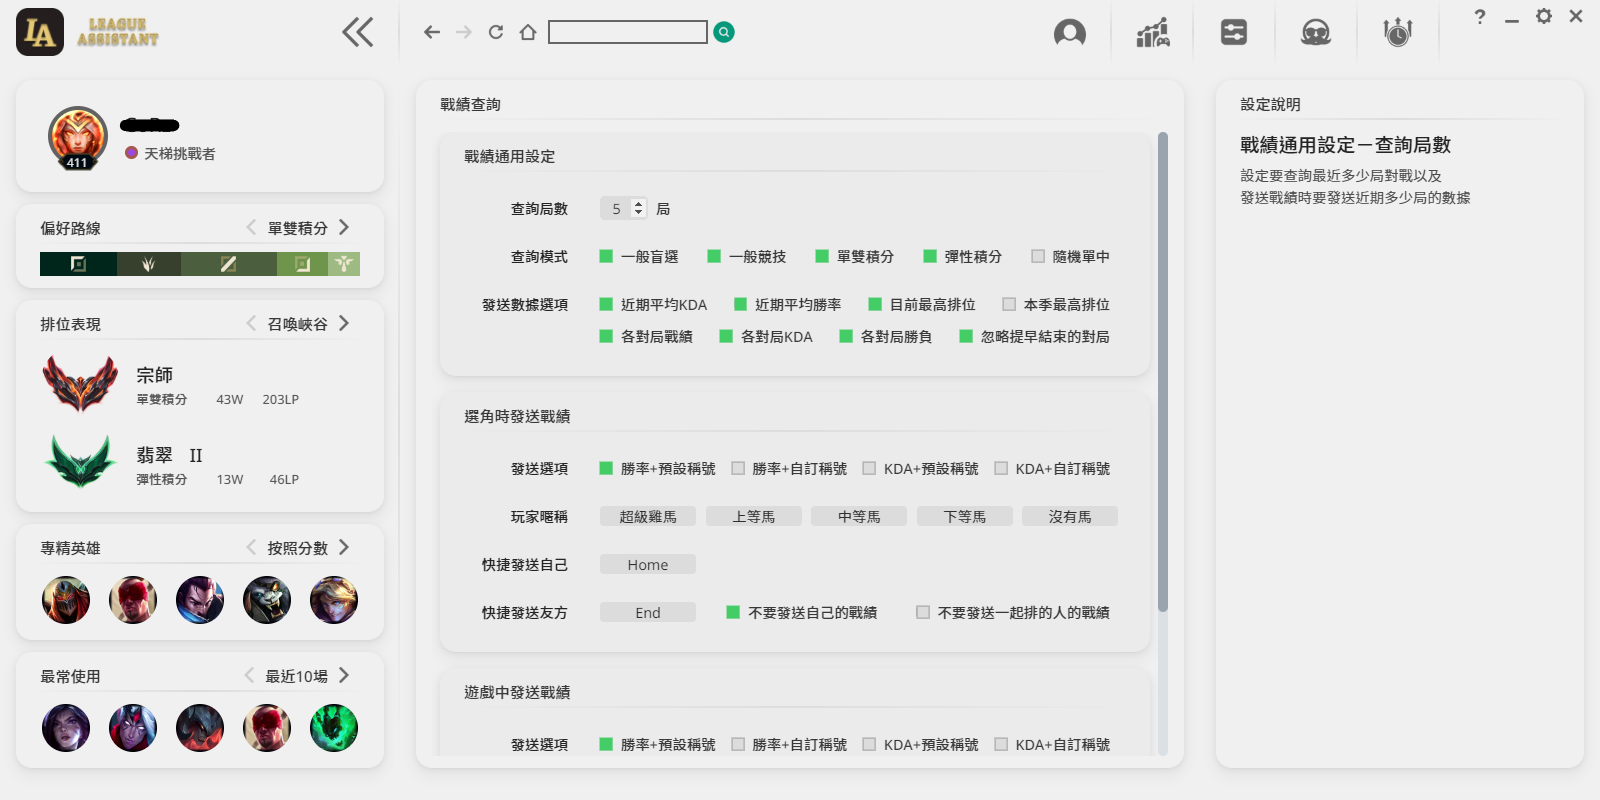 LA
LEAGUE
ASSISTANT
?
411
天梯挑戰者
偏好路線
單雙積分
排位表現
召喚峽谷
宗師
單雙積分 43W 203LP
翡翠 II
彈性積分 13W 46LP
專精英雄
按照分數
最常使用
最近10場
戰績查詢
戰績通用設定
查詢局數 5 局
查詢模式 一般盲選 一般競技 單雙積分 彈性積分 隨機單中
發送數據選項 近期平均KDA 近期平均勝率 目前最高排位 本季最高排位
各對局戰績 各對局KDA 各對局勝負 忽略提早結束的對局
選角時發送戰績
發送選項 勝率+預設稱號 勝率+自訂稱號 KDA+預設稱號 KDA+自訂稱號
玩家暱稱 超級雞馬 上等馬 中等馬 下等馬 沒有馬
快捷發送自己 Home
快捷發送友方 End 不要發送自己的戰績 不要發送一起排的人的戰績
遊戲中發送戰績
發送選項 勝率+預設稱號 勝率+自訂稱號 KDA+預設稱號 KDA+自訂稱號
設定說明
戰績通用設定－查詢局數
設定要查詢最近多少局對戰以及
發送戰績時要發送近期多少局的數據